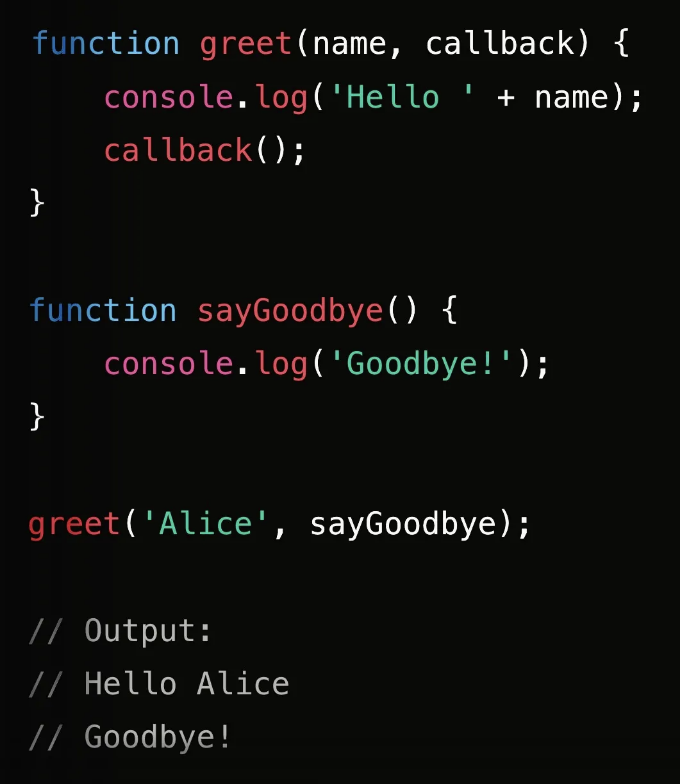 function greet(name, callback) {
    console.log('Hello ' + name);
    callback();
}
function sayGoodbye() {
    console.log('Goodbye!');
}
greet('Alice', sayGoodbye);
// Output:
// Hello Alice
// Goodbye!